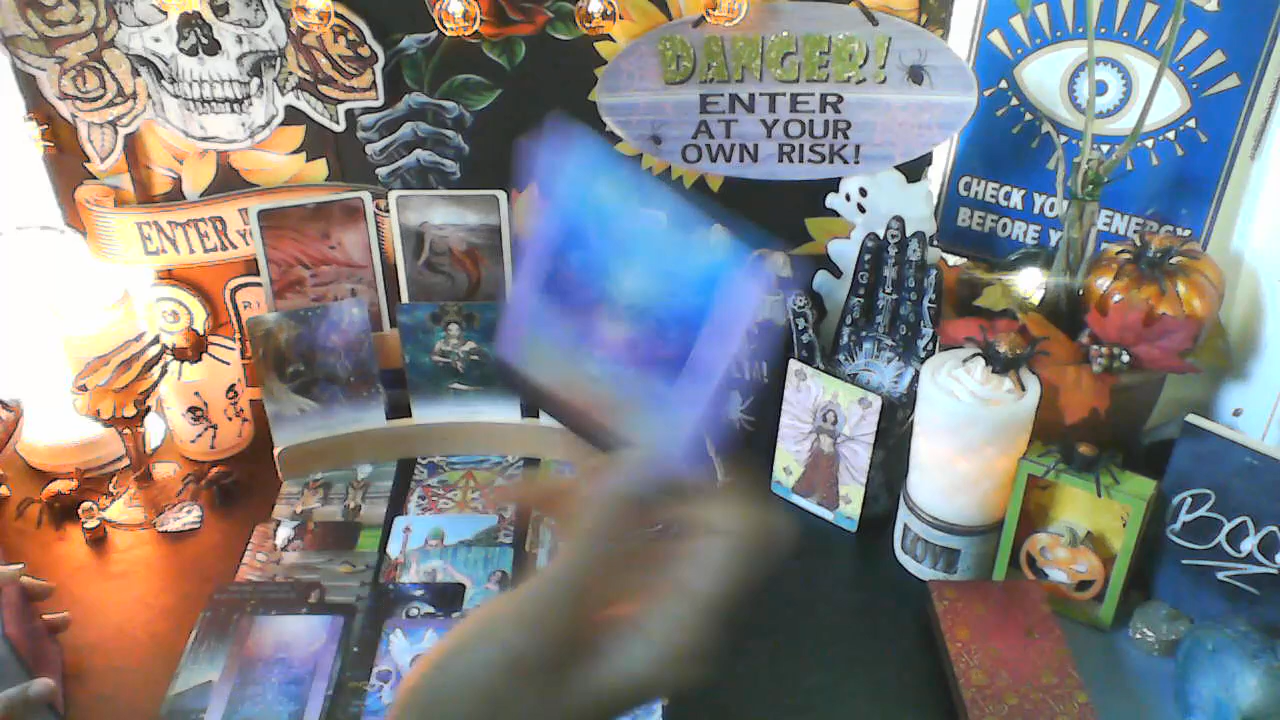 DANGER!
ENTER
AT YOUR
OWN RISK!
ENTER
CHECK YOUR ENERGY
BEFORE
LOVE
Boo